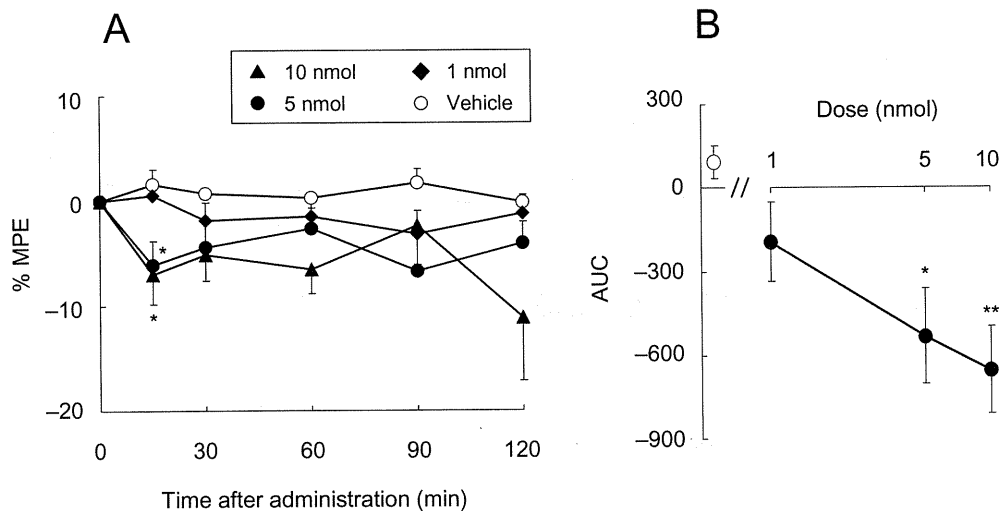 A
10 nmol
1 nmol
5 nmol
Vehicle
10
0
–10
–20
% MPE
0
30
60
90
120
Time after administration (min)
*
*
B
300
0
–300
–600
–900
AUC
Dose (nmol)
1
5
10
//
*
**